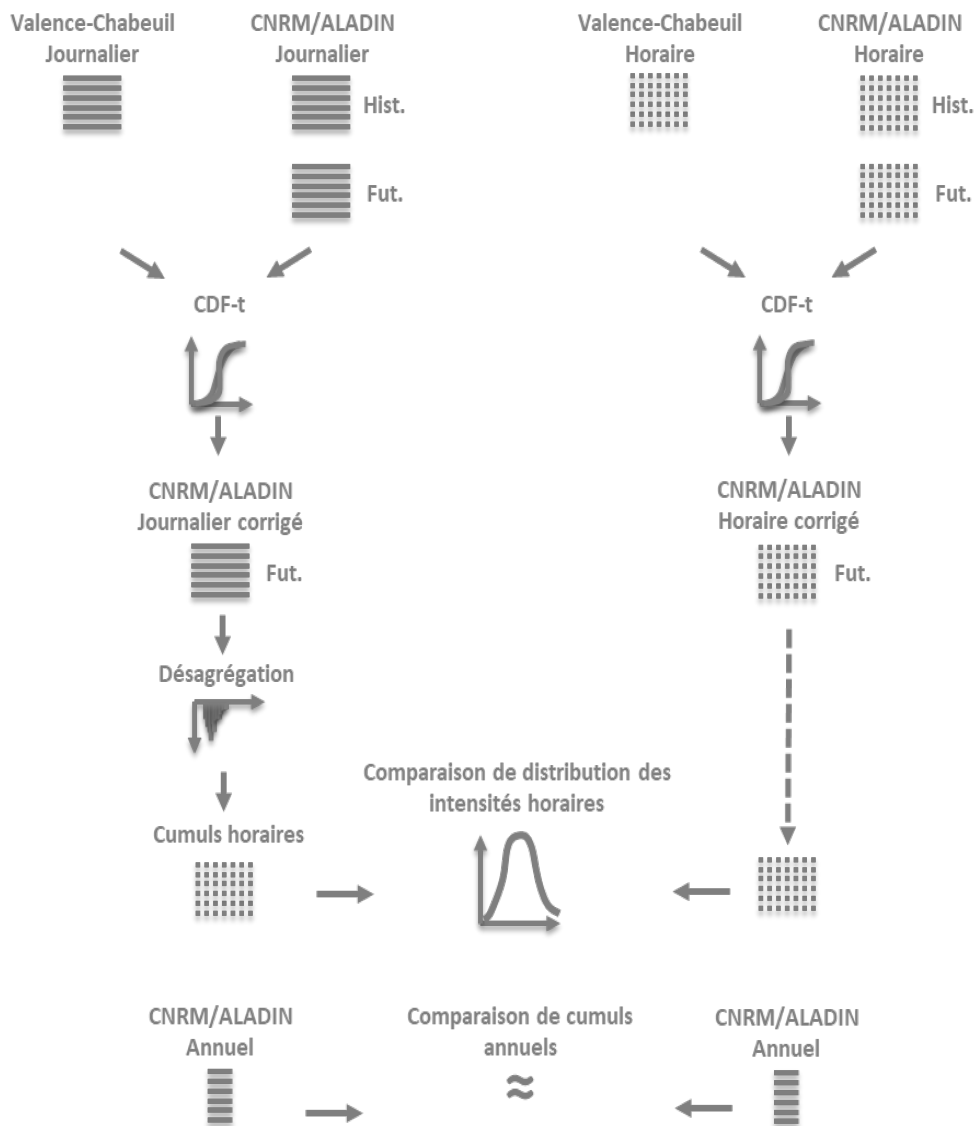 Valence-Chabeuil
Journalier
CNRM/ALADIN
Journalier
Hist.
Fut.
CDF-t
CNRM/ALADIN
Journalier corrigé
Fut.
Désagrégation
Cumuls horaires
Valence-Chabeuil
Horaire
CNRM/ALADIN
Horaire
Hist.
Fut.
CDF-t
CNRM/ALADIN
Horaire corrigé
Fut.
Comparaison de distribution des
intensités horaires
CNRM/ALADIN
Annuel
Comparaison de cumuls
annuels
≈
CNRM/ALADIN
Annuel